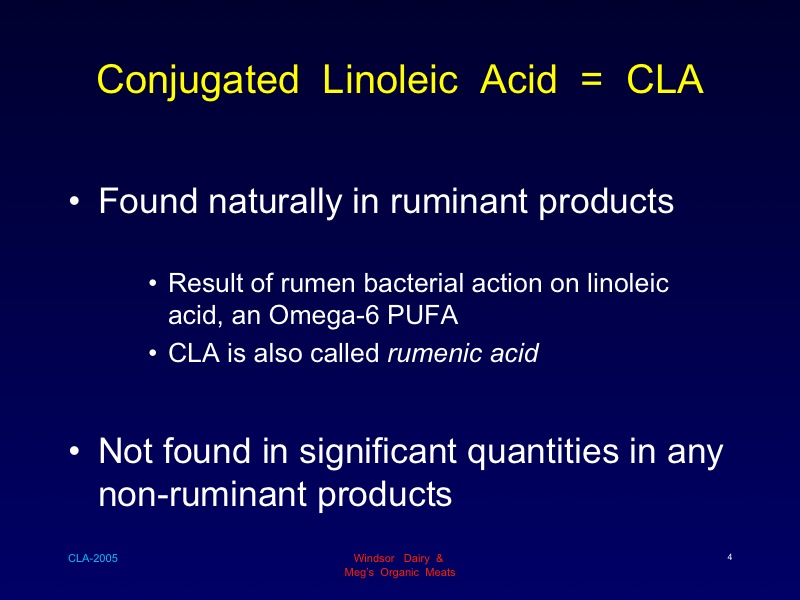 Conjugated Linoleic Acid = CLA
• Found naturally in ruminant products
• Result of rumen bacterial action on linoleic
acid, an Omega-6 PUFA
• CLA is also called rumenic acid
• Not found in significant quantities in any
non-ruminant products
CLA-2005
Windsor Dairy &
Meg's Organic Meats
4